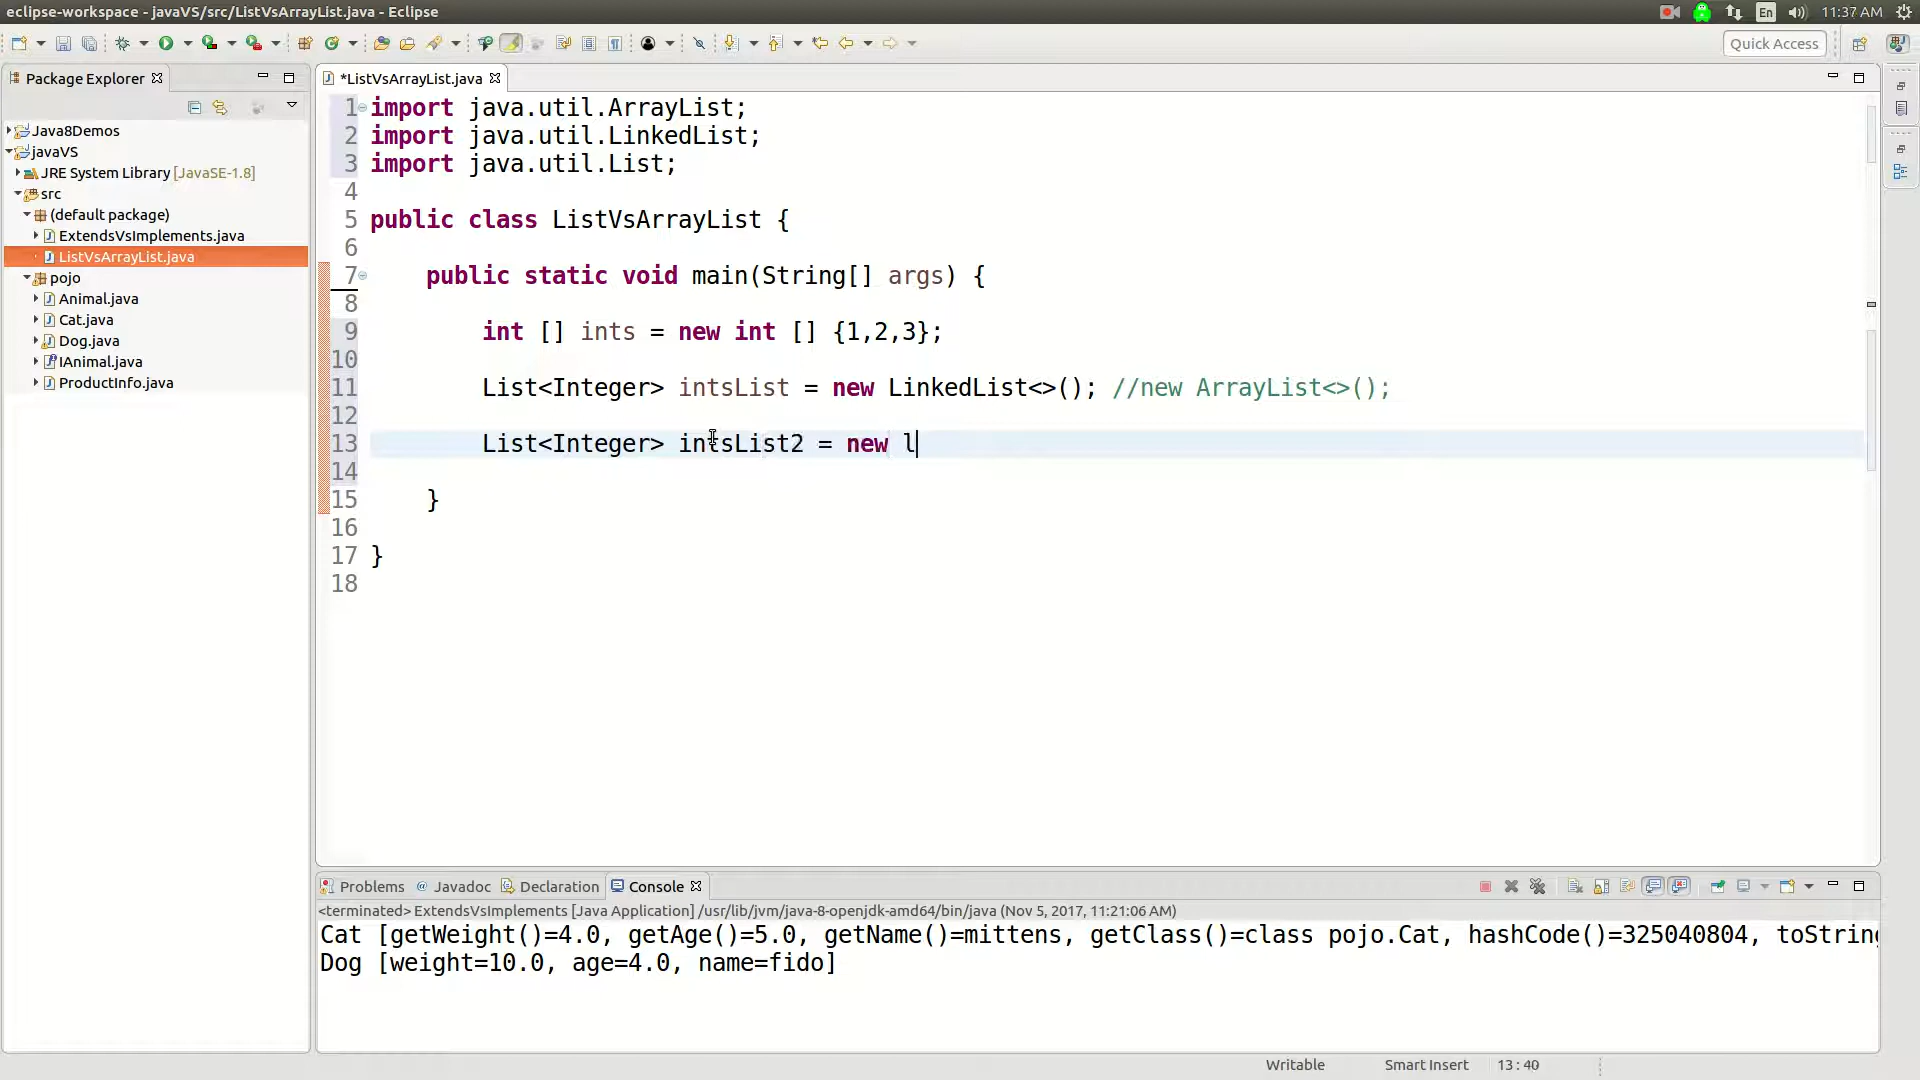 eclipse-workspace - javaVS/src/ListVsArrayList.java - Eclipse
En
11:37 AM
Quick Access
Package Explorer
*ListVsArrayList.java
Java8Demos
javaVS
JRE System Library [JavaSE-1.8]
src
(default package)
ExtendsVsImplements.java
ListVsArrayList.java
pojo
Animal.java
Cat.java
Dog.java
IAnimal.java
ProductInfo.java
1 import java.util.ArrayList;
2 import java.util.LinkedList;
3 import java.util.List;
4
5 public class ListVsArrayList {
6
7 public static void main(String[] args) {
8
9 int [] ints = new int [] {1,2,3};
10
11 List<Integer> intsList = new LinkedList<>(); //new ArrayList<>();
12
13 List<Integer> intsList2 = new l
14
15 }
16
17 }
18
Problems @ Javadoc Declaration Console
<terminated> ExtendsVsImplements [Java Application] /usr/lib/jvm/java-8-openjdk-amd64/bin/java (Nov 5, 2017, 11:21:06 AM)
Cat [getWeight()=4.0, getAge()=5.0, getName()=mittens, getClass()=class pojo.Cat, hashCode()=325040804, toString
Dog [weight=10.0, age=4.0, name=fido]
Writable Smart Insert 13 : 40